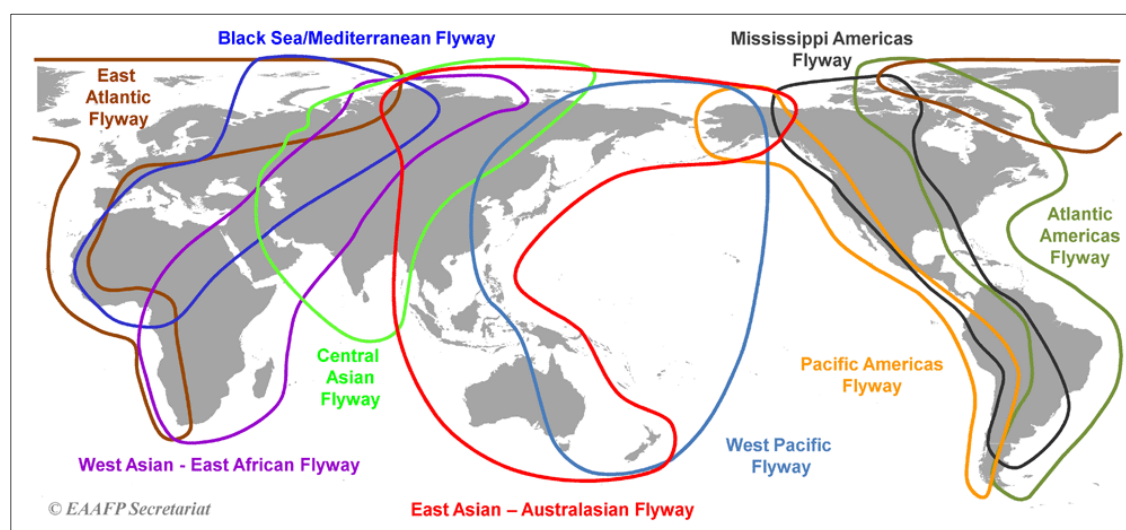 Black Sea/Mediterranean Flyway
Mississippi Americas
Flyway
East
Atlantic
Flyway
Atlantic
Americas
Flyway
Central
Asian
Flyway
Pacific Americas
Flyway
West Asian - East African Flyway
West Pacific
Flyway
© EAAFP Secretariat
East Asian – Australasian Flyway